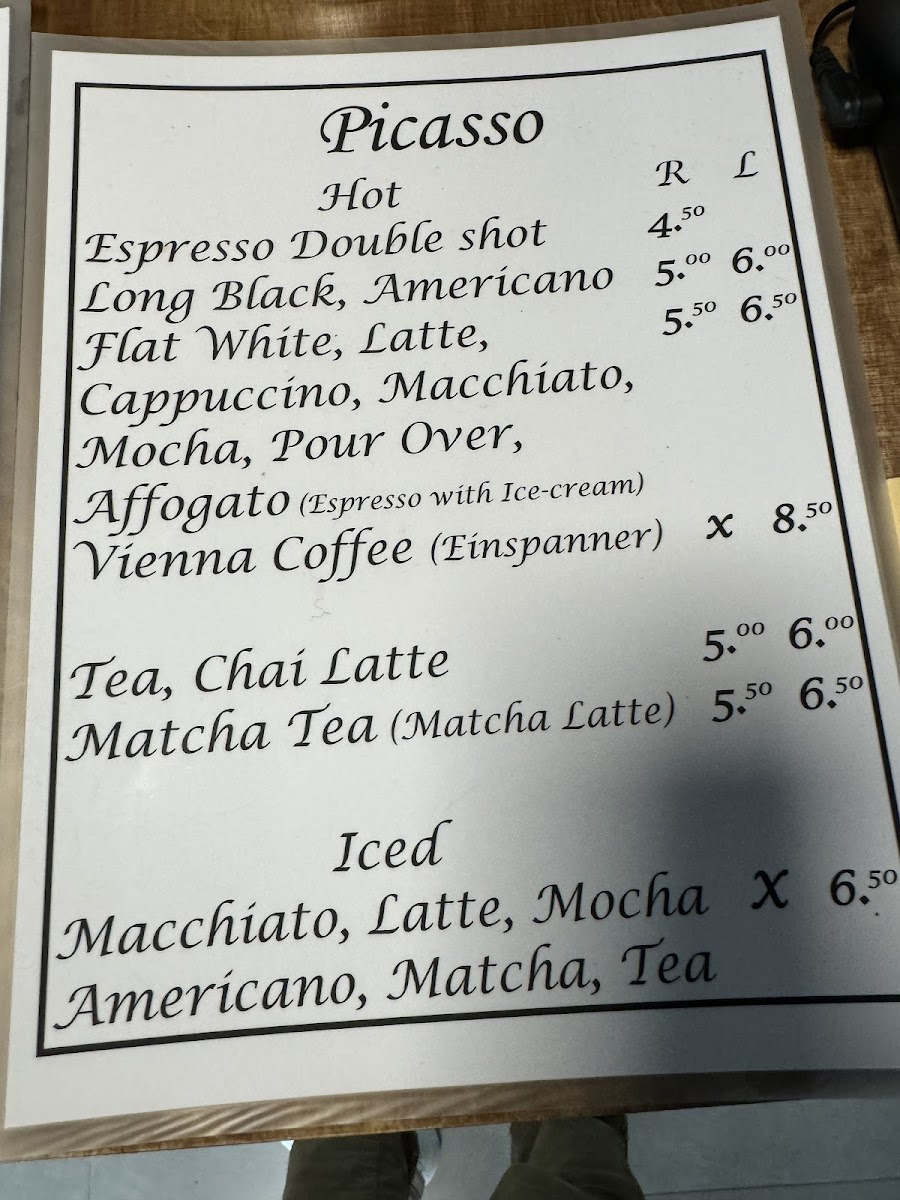 Picasso
Hot R L
Espresso Double shot 4.50
Long Black, Americano 5.00 6.00
Flat White, Latte, 5.50 6.50
Cappuccino, Macchiato,
Mocha, Pour Over,
Affogato (Espresso with Ice-cream)
Vienna Coffee (Einspanner) x 8.50
Tea, Chai Latte 5.00 6.00
Matcha Tea (Matcha Latte) 5.50 6.50
Iced
Macchiato, Latte, Mocha X 6.50
Americano, Matcha, Tea